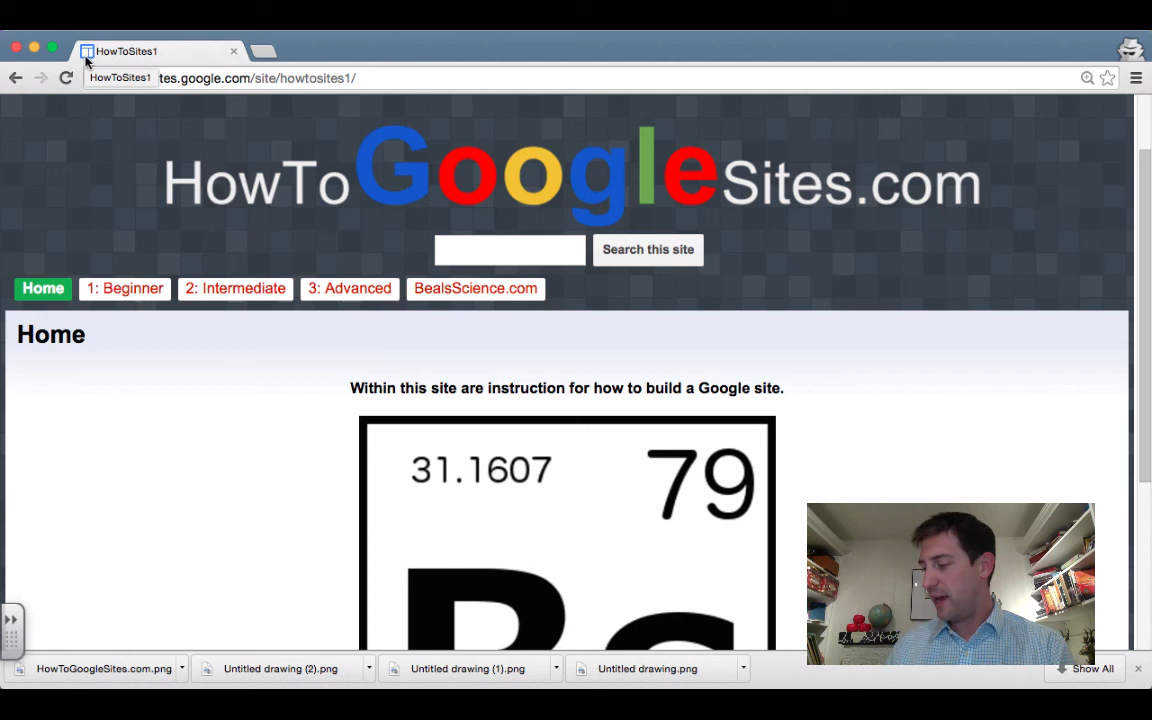 HowToSites1
HowToSites1
tes.google.com/site/howtosites1/
HowToGoogleSites.com
Search this site
Home
1: Beginner
2: Intermediate
3: Advanced
BealsScience.com
Home
Within this site are instruction for how to build a Google site.
31.1607
79
HowToGoogleSites.com.png
Untitled drawing (2).png
Untitled drawing (1).png
Untitled drawing.png
Show All